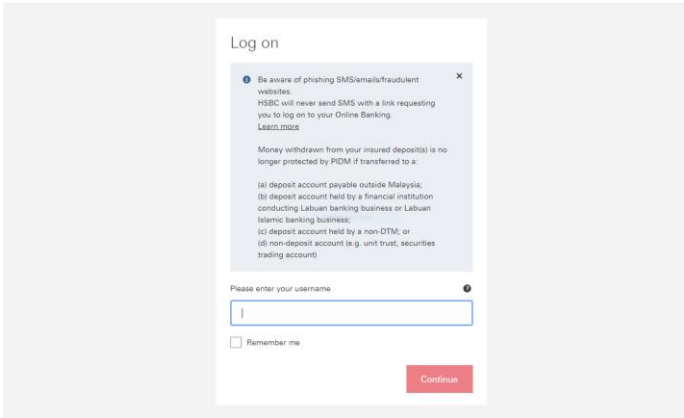 Log on
Be aware of phishing SMS/emails/fraudulent
websites.
HSBC will never send SMS with a link requesting
you to log on to your Online Banking.
Learn more
Money withdrawn from your insured deposit(s) is no
longer protected by PIDM if transferred to a:
(a) deposit account payable outside Malaysia;
(b) deposit account held by a financial institution
conducting Labuan banking business or Labuan
Islamic banking business;
(c) deposit account held by a non-DTM; or
(d) non-deposit account (e.g. unit trust, securities
trading account)
Please enter your username
Remember me
Continue